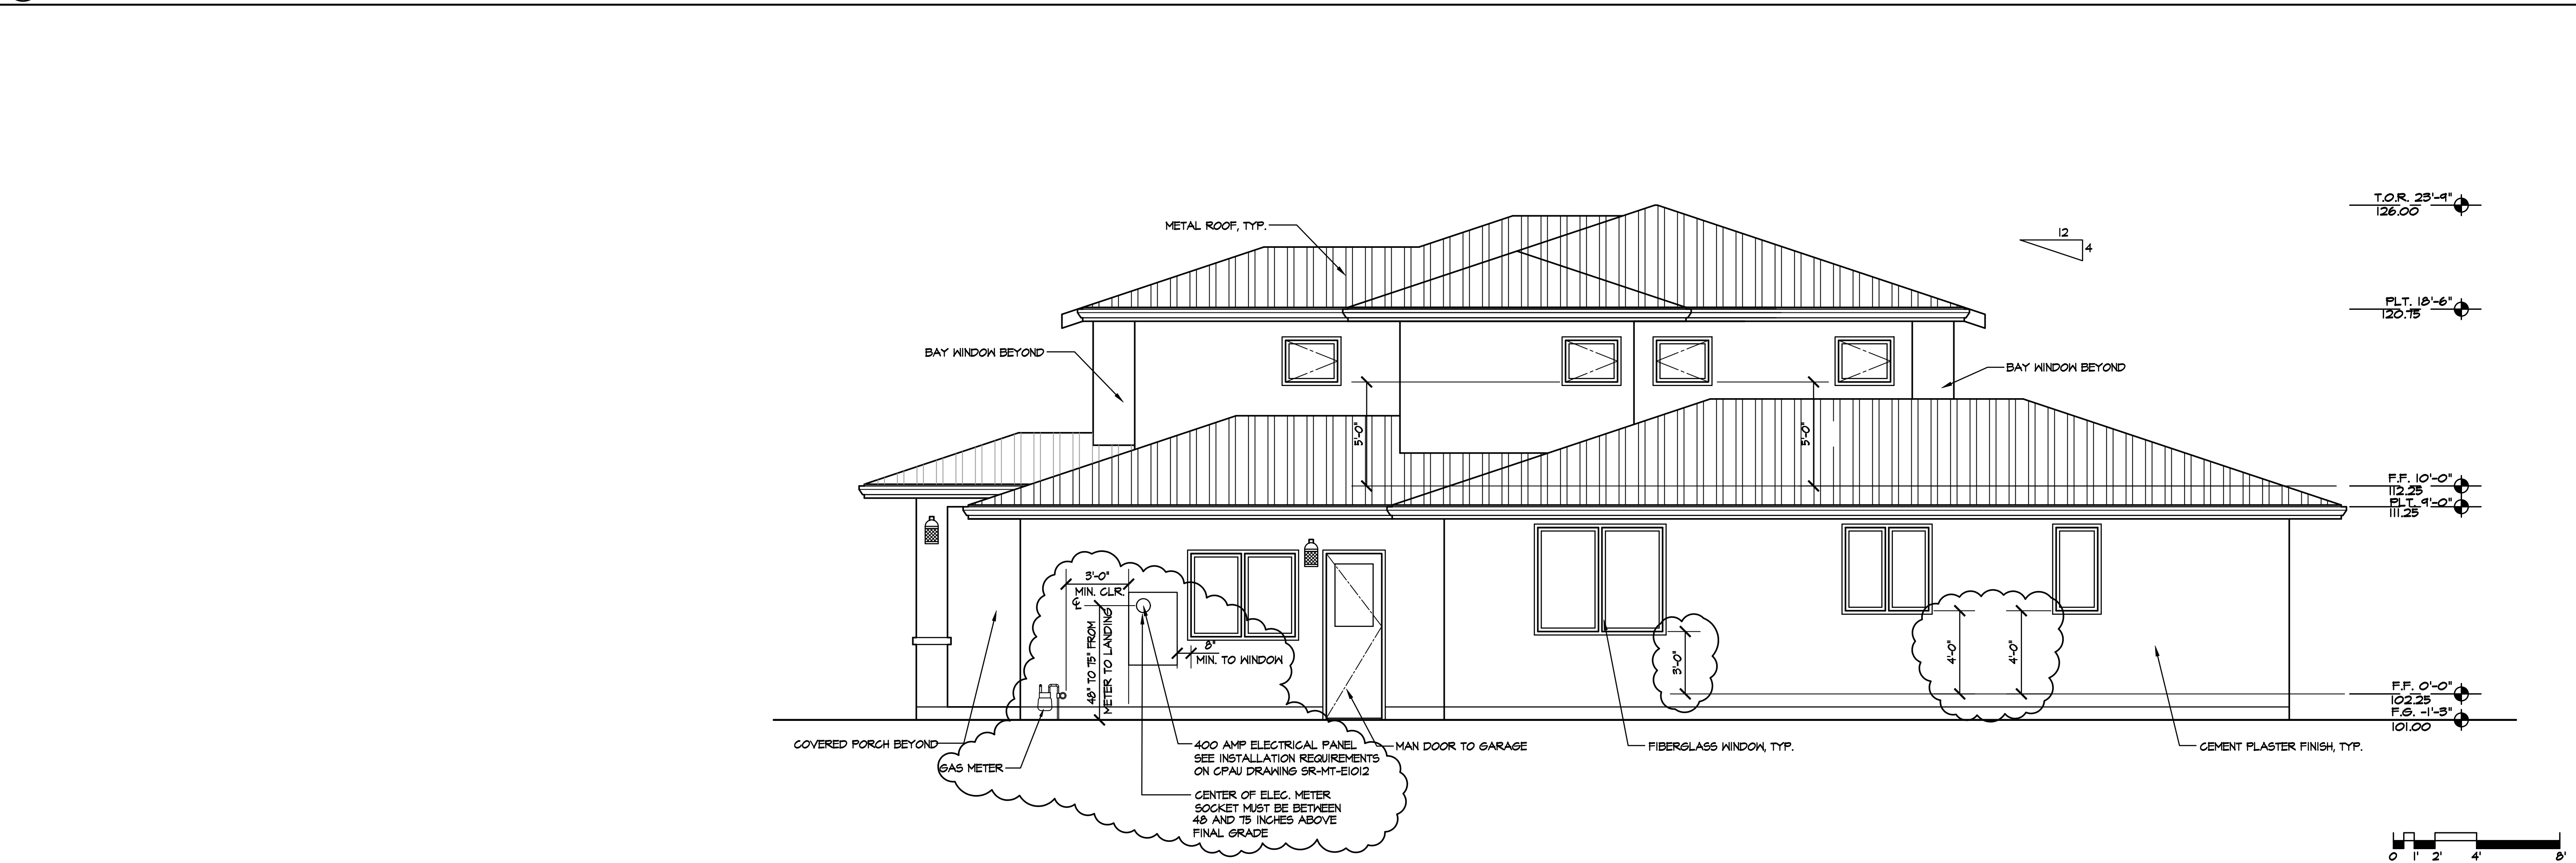 T.O.R. 23'-9"
126.00
METAL ROOF, TYP.
12
4
PLT. 18'-6"
120.75
BAY WINDOW BEYOND
BAY WINDOW BEYOND
5'-0"
5'-0"
F.F. 10'-0"
112.25
PLT. 9'-0"
111.25
3'-0"
MIN. CLR.
℄
48" TO 75" FROM
METER TO LANDING
8"
MIN. TO WINDOW
3'-0"
4'-0"
4'-0"
F.F. 0'-0"
102.25
F.G. -1'-3"
101.00
COVERED PORCH BEYOND
GAS METER
400 AMP ELECTRICAL PANEL
SEE INSTALLATION REQUIREMENTS
ON CPAU DRAWING SR-MT-E1012
CENTER OF ELEC. METER
SOCKET MUST BE BETWEEN
48 AND 75 INCHES ABOVE
FINAL GRADE
MAN DOOR TO GARAGE
FIBERGLASS WINDOW, TYP.
CEMENT PLASTER FINISH, TYP.
0 1' 2' 4' 8'